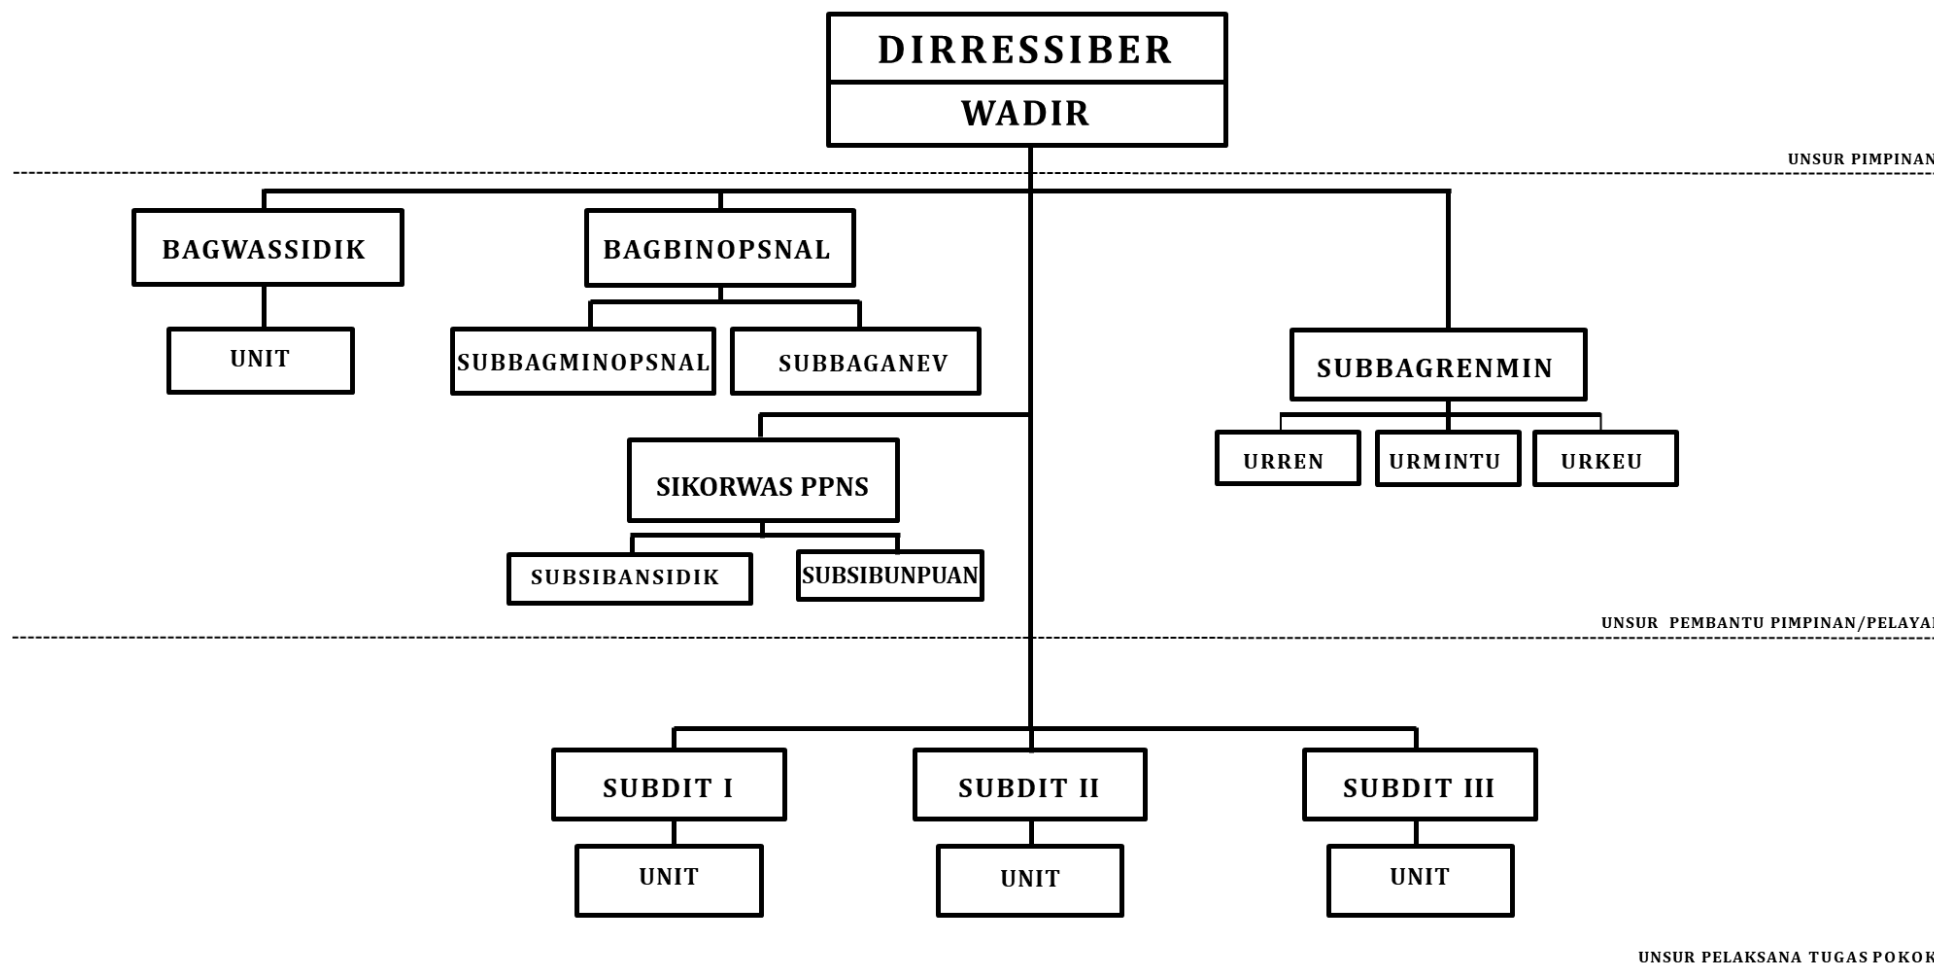 DIRRESSIBER
WADIR
UNSUR PIMPINAN
BAGWASSIDIK
BAGBINOPSNAL
UNIT
SUBBAGMINOPSNAL
SUBBAGANEV
SUBBAGRENMIN
URREN
URMINTU
URKEU
SIKORWAS PPNS
SUBSIBANSIDIK
SUBSIBUNPUAN
UNSUR PEMBANTU PIMPINAN/PELAYAN
SUBDIT I
SUBDIT II
SUBDIT III
UNIT
UNIT
UNIT
UNSUR PELAKSANA TUGAS POKOK